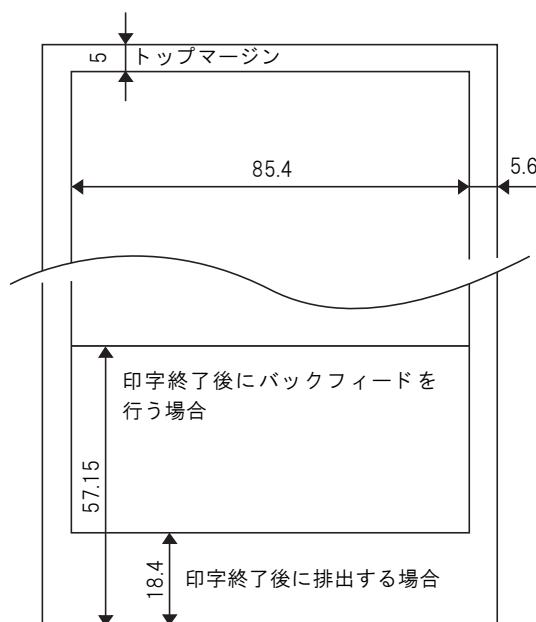 5
トップマージン
85.4
5.6
印字終了後にバックフィードを
行う場合
57.15
18.4
印字終了後に排出する場合